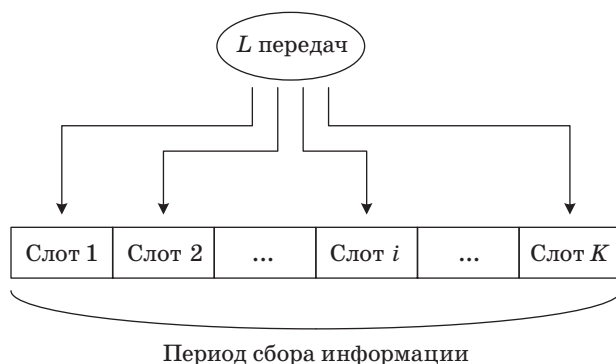 L передач
Слот 1 Слот 2 ... Слот i ... Слот K
Период сбора информации